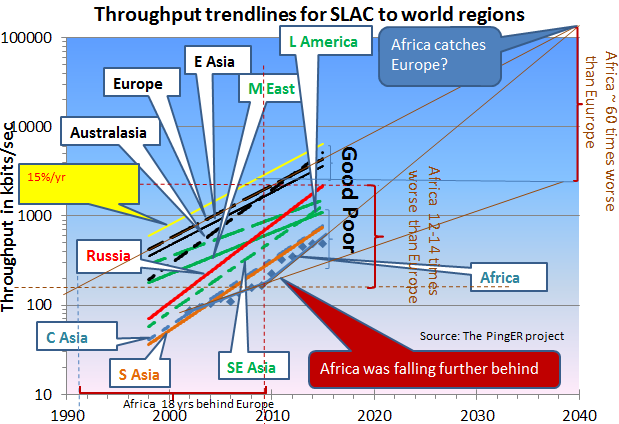 Throughput trendlines for SLAC to world regions
Throughput in kbits/sec
100000
10000
1000
100
10
1990
2000
2010
2020
2030
2040
L America
E Asia
M East
Europe
Australasia
15%/yr
Russia
C Asia
S Asia
SE Asia
Africa
Africa catches
Europe?
Good
Poor
Africa 12-14 times
worse than Europe
Africa ~ 60 times worse
than Euurope
Source: The PingER project
Africa was falling further behind
Africa 18 yrs behind Europe